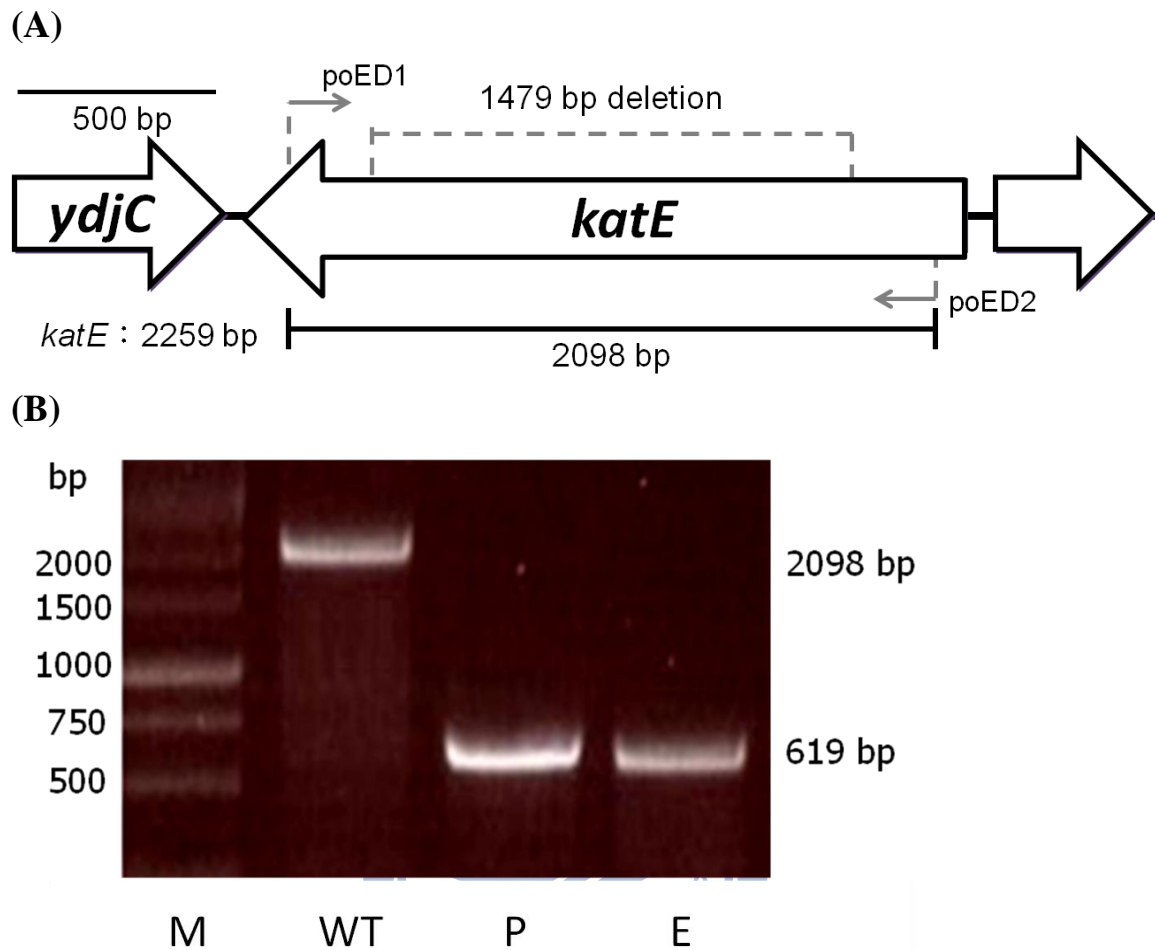 (A)
poED1
1479 bp deletion
500 bp
ydjC
katE
poED2
katE：2259 bp
2098 bp
(B)
bp
2000
2098 bp
1500
1000
750
619 bp
500
M WT P E